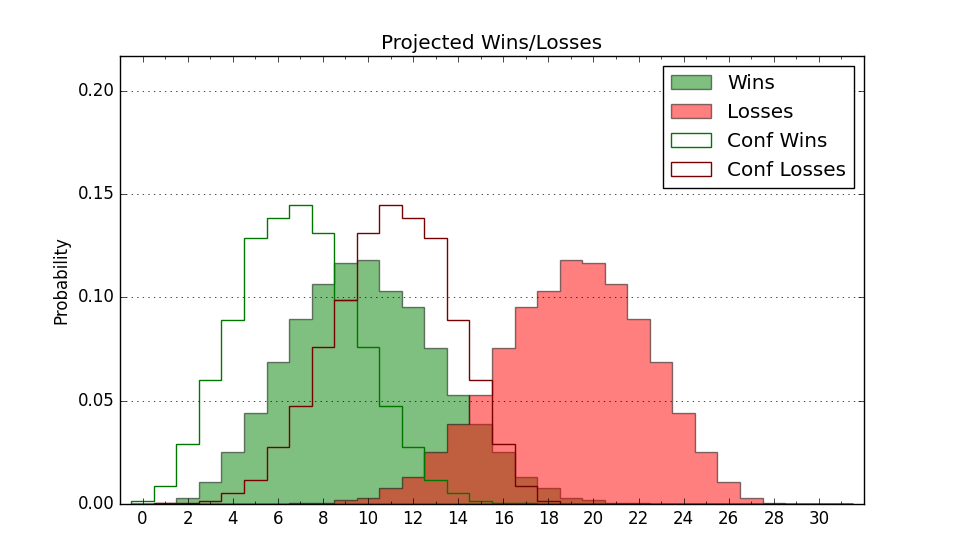 Projected Wins/Losses
0.20
0.15
0.10
0.05
0.00
Probability
Wins
Losses
Conf Wins
Conf Losses
0 2 4 6 8 10 12 14 16 18 20 22 24 26 28 30